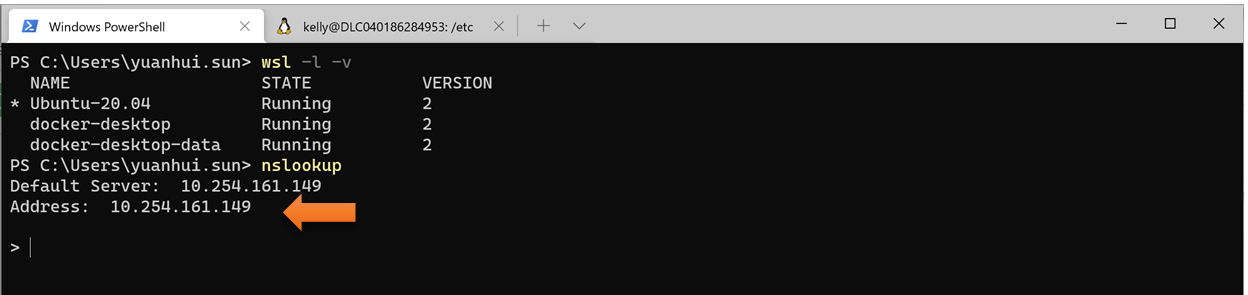 Windows PowerShell
kelly@DLC040186284953: /etc
PS C:\Users\yuanhui.sun> wsl -l -v
  NAME                   STATE           VERSION
* Ubuntu-20.04           Running         2
  docker-desktop         Running         2
  docker-desktop-data    Running         2
PS C:\Users\yuanhui.sun> nslookup
Default Server:  10.254.161.149
Address:  10.254.161.149
>